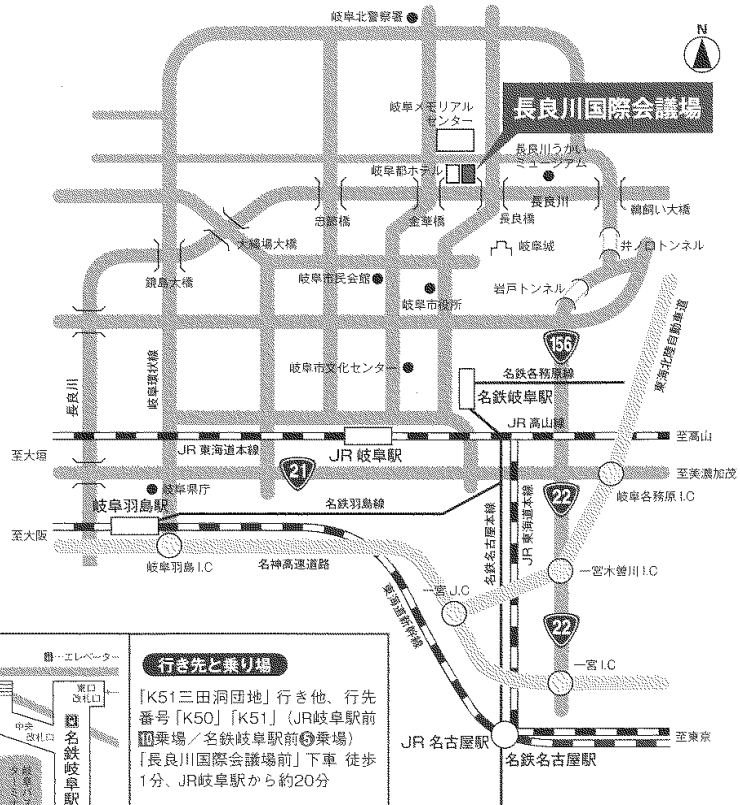 岐阜北警察署
N
岐阜メモリアル
センター
長良川国際会議場
長良川うかい
ミュージアム
岐阜都ホテル
長良川
忠節橋
金華橋
長良橋
鵜飼い大橋
大縄場大橋
岐阜城
井ノ口トンネル
鏡島大橋
岐阜市民会館
岩戸トンネル
岐阜市役所
156
東海北陸自動車道
長良川
岐阜環状線
岐阜市文化センター
名鉄各務原線
名鉄岐阜駅
JR 高山線
至高山
至大垣
JR 東海道本線
JR 岐阜駅
21
至美濃加茂
岐阜県庁
22
岐阜各務原 I.C
岐阜羽島駅
名鉄羽島線
名鉄名古屋本線
JR 東海道本線
至大阪
岐阜羽島 I.C
名神高速道路
一宮木曽川 I.C
東海道新幹線
一宮 J.C
22
一宮 I.C
JR 名古屋駅
名鉄名古屋駅
至東京
…エレベーター
東口
改札口
中央
改札口
名鉄岐阜駅
行き先と乗り場
「K51三田洞団地」行き他、行先
番号「K50」「K51」(JR岐阜駅前
⑩乗場/名鉄岐阜駅前❺乗場)
「長良川国際会議場前」下車 徒歩
1分、JR岐阜駅から約20分